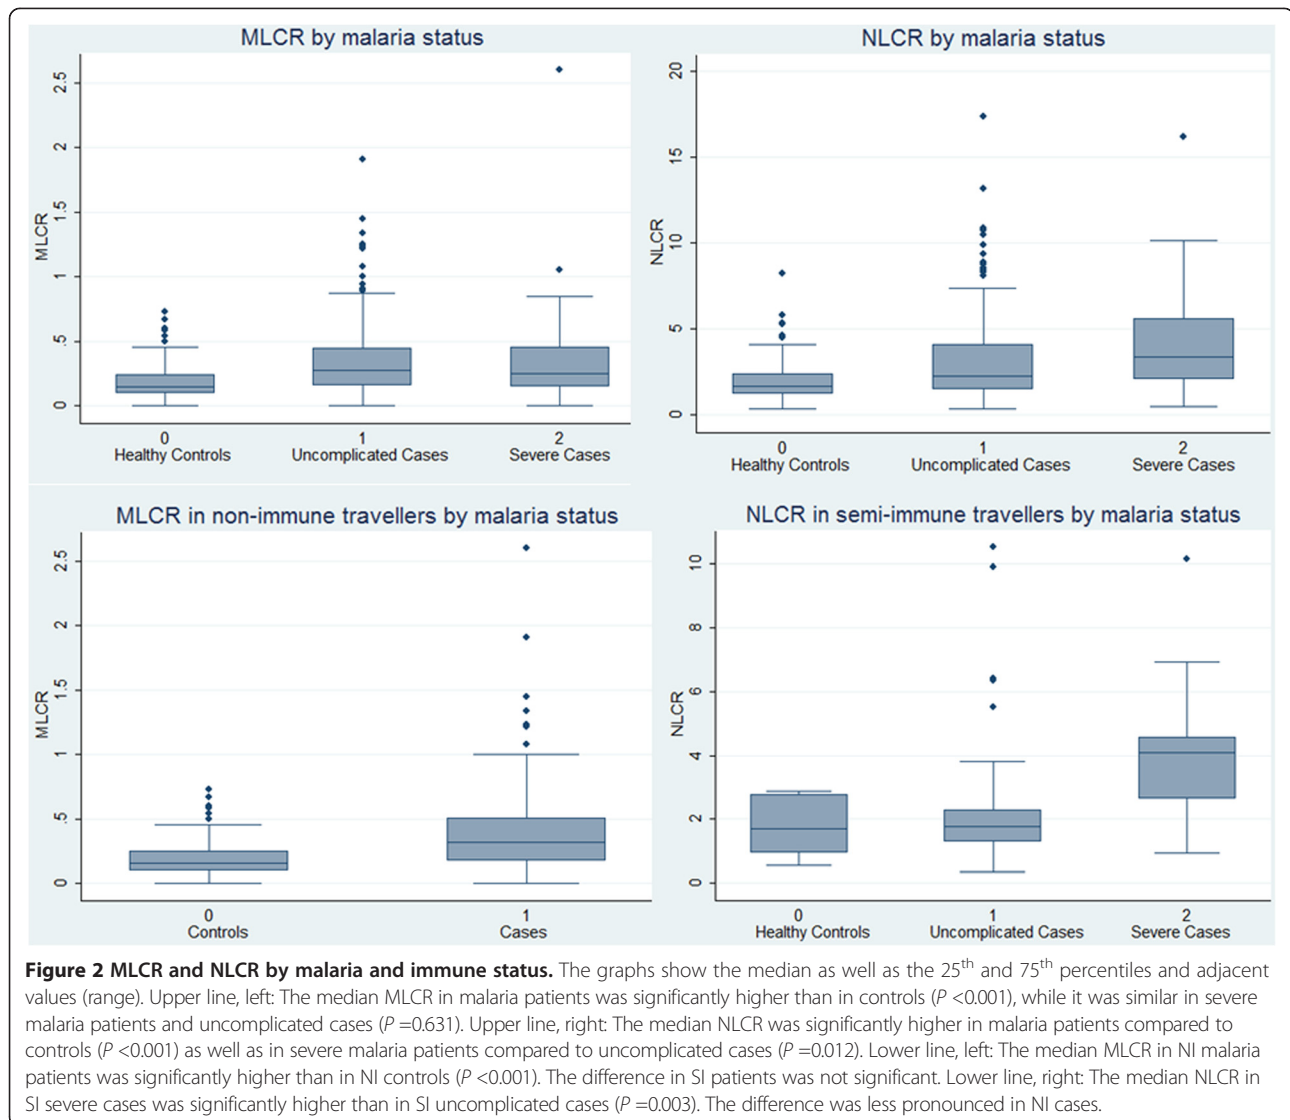 MLCR by malaria status
MLCR
0 .5 1 1.5 2 2.5
0 1 2
Healthy Controls Uncomplicated Cases Severe Cases
NLCR by malaria status
NLCR
0 5 10 15 20
0 1 2
Healthy Controls Uncomplicated Cases Severe Cases
MLCR in non-immune travellers by malaria status
MLCR
0 .5 1 1.5 2 2.5
0 1
Controls Cases
NLCR in semi-immune travellers by malaria status
NLCR
0 2 4 6 8 10
0 1 2
Healthy Controls Uncomplicated Cases Severe Cases
Figure 2 MLCR and NLCR by malaria and immune status. The graphs show the median as well as the 25th and 75th percentiles and adjacent
values (range). Upper line, left: The median MLCR in malaria patients was significantly higher than in controls (P <0.001), while it was similar in severe
malaria patients and uncomplicated cases (P =0.631). Upper line, right: The median NLCR was significantly higher in malaria patients compared to
controls (P <0.001) as well as in severe malaria patients compared to uncomplicated cases (P =0.012). Lower line, left: The median MLCR in NI malaria
patients was significantly higher than in NI controls (P <0.001). The difference in SI patients was not significant. Lower line, right: The median NLCR in
SI severe cases was significantly higher than in SI uncomplicated cases (P =0.003). The difference was less pronounced in NI cases.